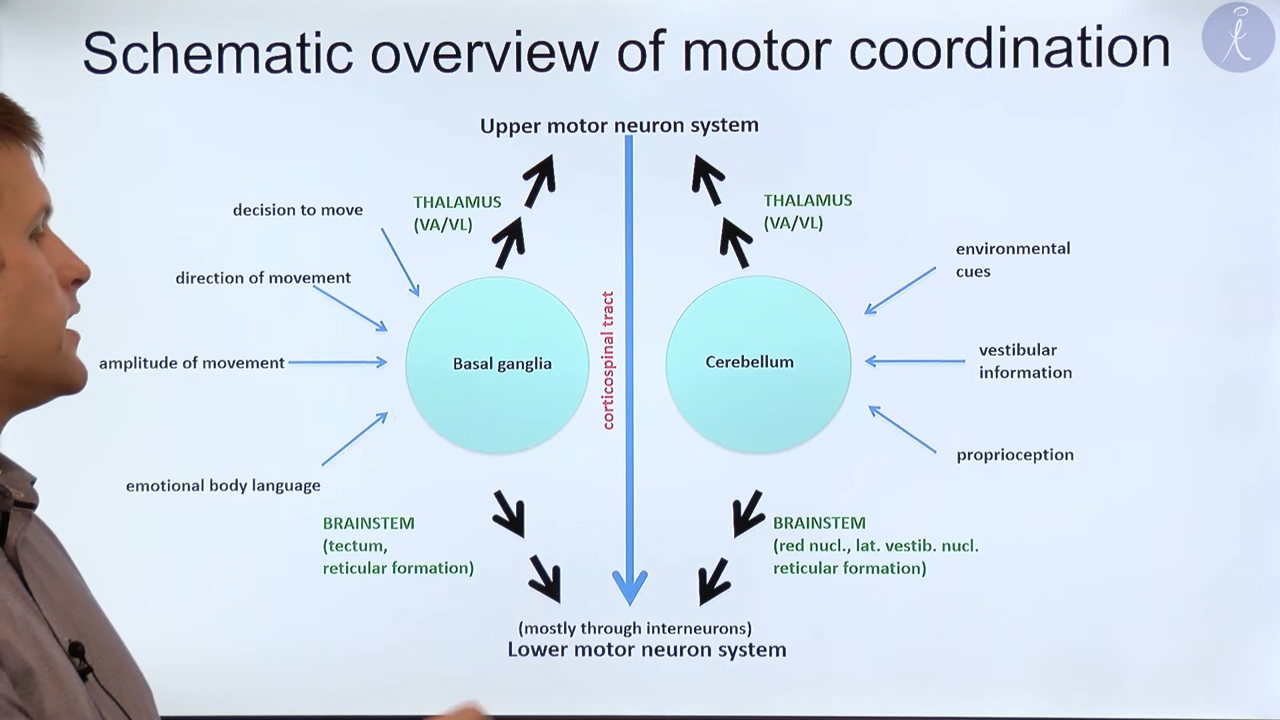 Schematic overview of motor coordination
Upper motor neuron system
THALAMUS
(VA/VL)
THALAMUS
(VA/VL)
decision to move
direction of movement
amplitude of movement
emotional body language
Basal ganglia
corticospinal tract
Cerebellum
environmental
cues
vestibular
information
proprioception
BRAINSTEM
(tectum,
reticular formation)
BRAINSTEM
(red nucl., lat. vestib. nucl.
reticular formation)
(mostly through interneurons)
Lower motor neuron system